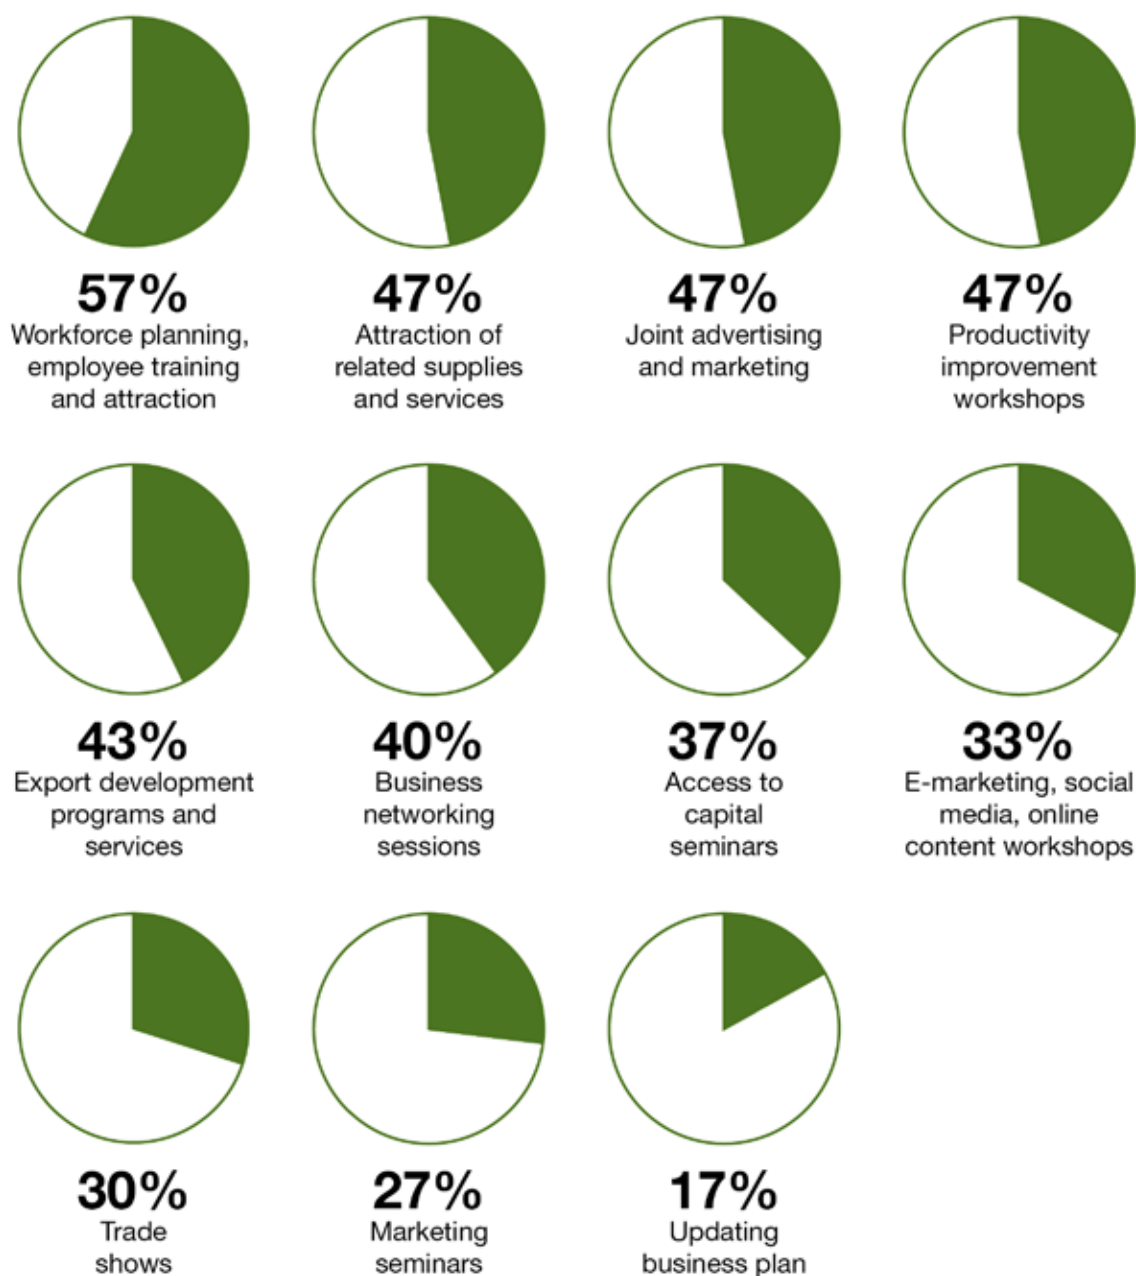 57%
Workforce planning,
employee training
and attraction
47%
Attraction of
related supplies
and services
47%
Joint advertising
and marketing
47%
Productivity
improvement
workshops
43%
Export development
programs and
services
40%
Business
networking
sessions
37%
Access to
capital
seminars
33%
E-marketing, social
media, online
content workshops
30%
Trade
shows
27%
Marketing
seminars
17%
Updating
business plan